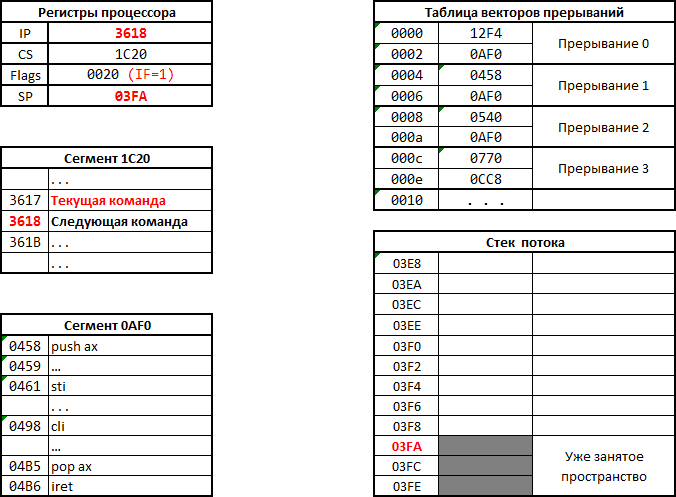 Регистры процессора
IP 3618
CS 1C20
Flags 0020 (IF=1)
SP 03FA
Сегмент 1C20
...
3617 Текущая команда
3618 Следующая команда
361B ...
...
Сегмент 0AF0
0458 push ax
0459 ...
0461 sti
...
0498 cli
...
04B5 pop ax
04B6 iret
Таблица векторов прерываний
0000 12F4 Прерывание 0
0002 0AF0
0004 0458 Прерывание 1
0006 0AF0
0008 0540 Прерывание 2
000a 0AF0
000c 0770 Прерывание 3
000e 0CC8
0010 . . .
Стек потока
03E8
03EA
03EC
03EE
03F0
03F2
03F4
03F6
03F8
03FA
03FC
03FE
Уже занятое
пространство